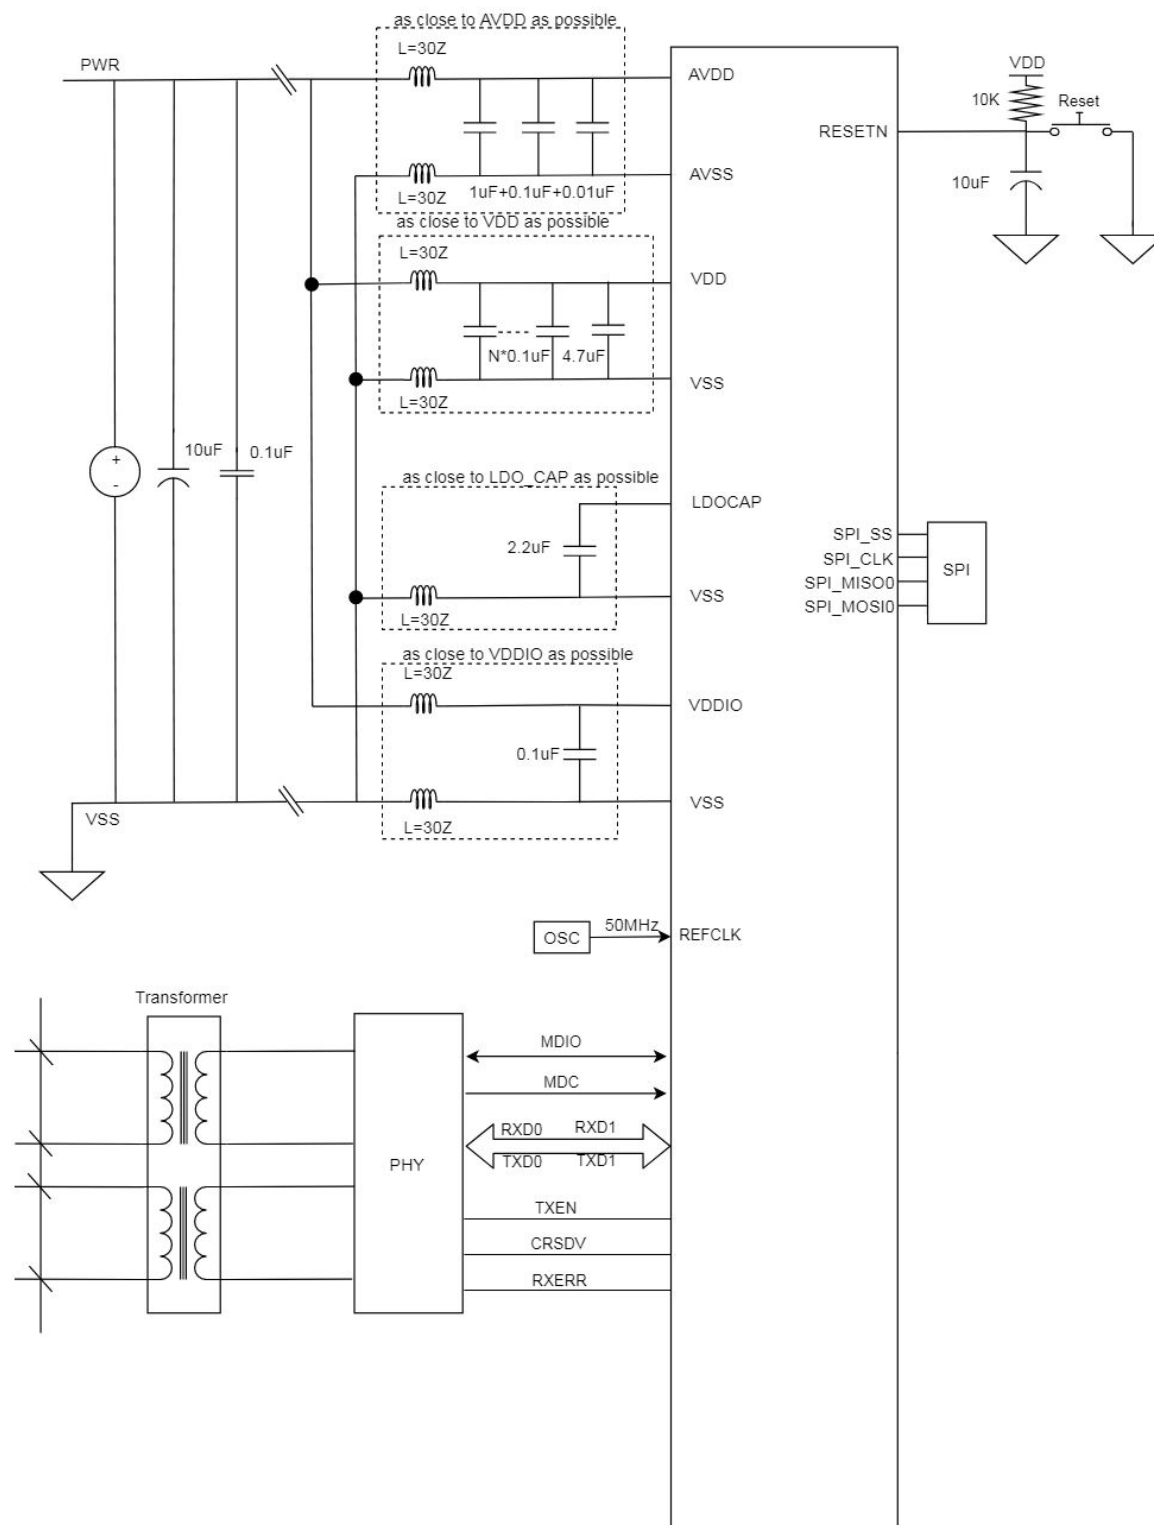 as close to AVDD as possible
L=30Z
PWR
AVDD
VDD
10K
Reset
RESETN
AVSS
L=30Z
1uF+0.1uF+0.01uF
10uF
as close to VDD as possible
L=30Z
VDD
N*0.1uF
4.7uF
VSS
L=30Z
+
-
10uF
0.1uF
as close to LDO_CAP as possible
LDOCAP
2.2uF
VSS
L=30Z
SPI_SS
SPI_CLK
SPI_MISO0
SPI_MOSI0
SPI
as close to VDDIO as possible
L=30Z
VDDIO
0.1uF
VSS
L=30Z
VSS
OSC
50MHz
REFCLK
Transformer
PHY
MDIO
MDC
RXD0
RXD1
TXD0
TXD1
TXEN
CRSDV
RXERR